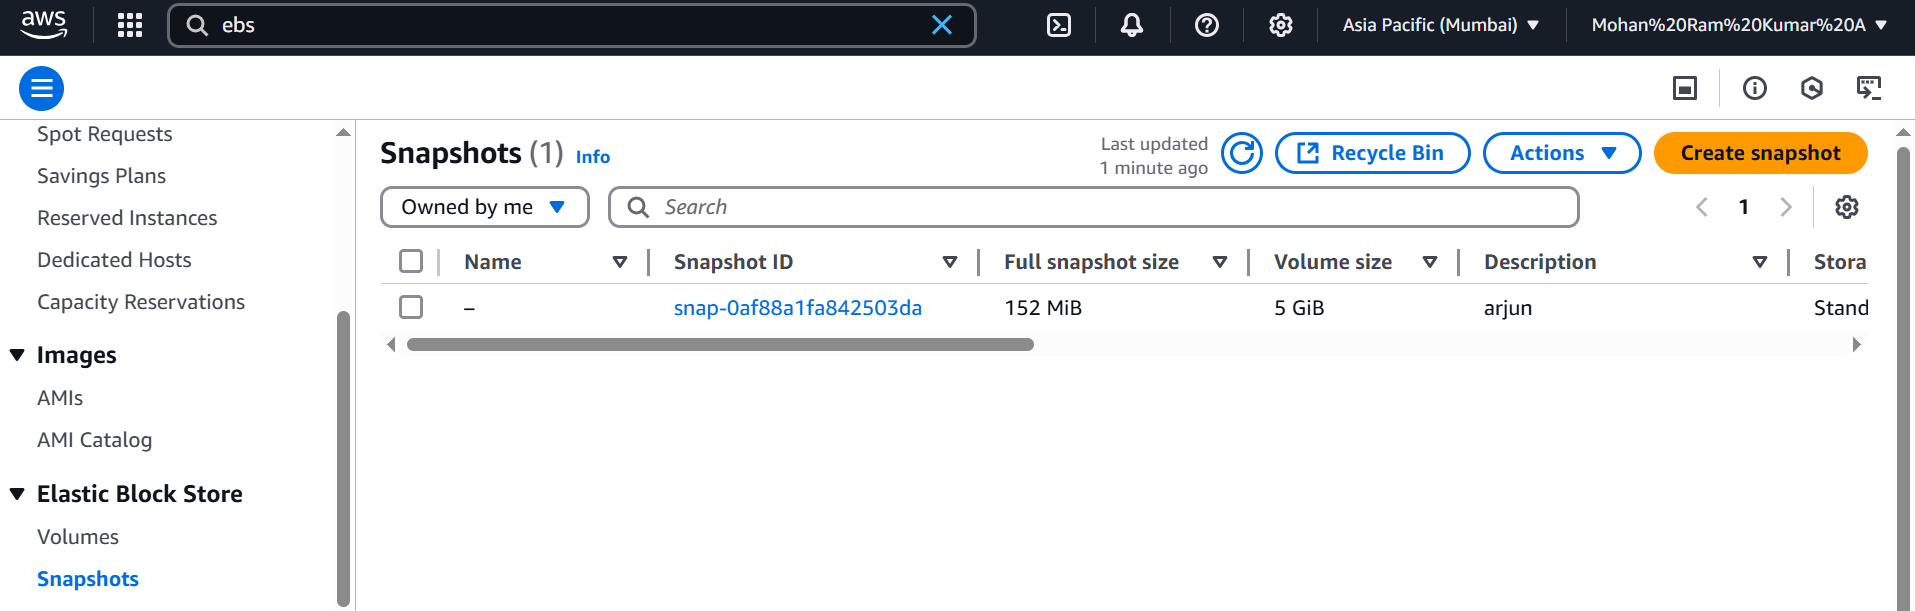 aws
ebs
Asia Pacific (Mumbai)
Mohan%20Ram%20Kumar%20A
Spot Requests
Savings Plans
Reserved Instances
Dedicated Hosts
Capacity Reservations
Images
AMIs
AMI Catalog
Elastic Block Store
Volumes
Snapshots
Snapshots (1) Info
Last updated
1 minute ago
Recycle Bin
Actions
Create snapshot
Owned by me
Search
1
Name Snapshot ID Full snapshot size Volume size Description Stora
– snap-0af88a1fa842503da 152 MiB 5 GiB arjun Stand